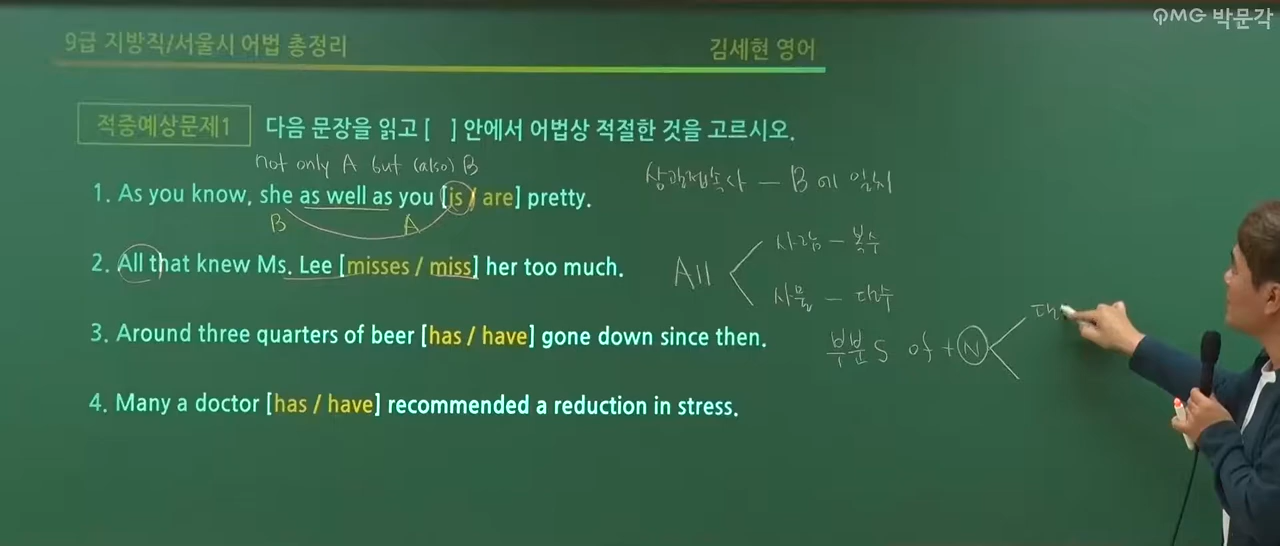 QMG 박문각
9급 지방직/서울시 어법 총정리
김세현 영어
적중예상문제1
다음 문장을 읽고 [ ] 안에서 어법상 적절한 것을 고르시오.
not only A but (also) B
1. As you know, she as well as you [is / are] pretty.
B A
상관접속사 — B에 일치
2. All that knew Ms. Lee [misses / miss] her too much.
All
사람 — 복수
사물 — 단수
3. Around three quarters of beer [has / have] gone down since then.
부분S of + N
4. Many a doctor [has / have] recommended a reduction in stress.